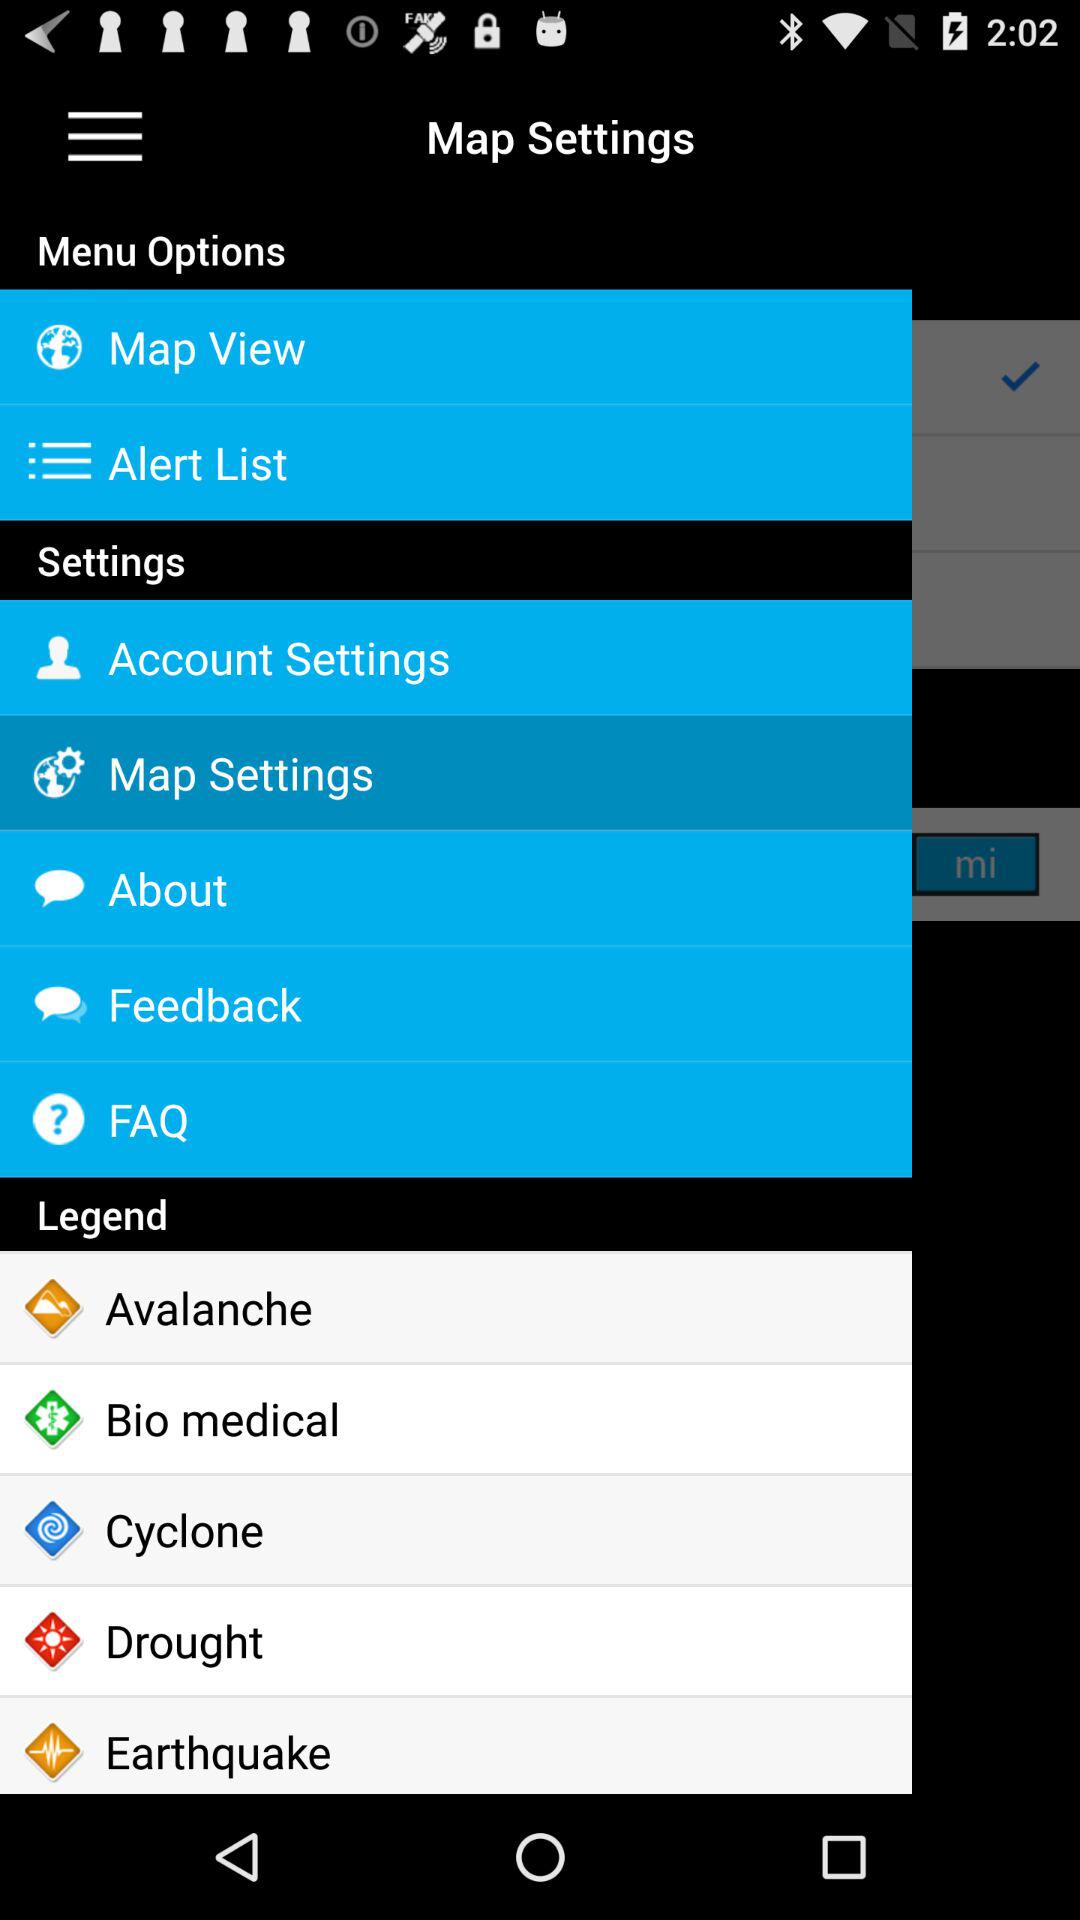 FAKE
2:02
Map Settings
Menu Options
Map View
Alert List
Settings
Account Settings
Map Settings
About
mi
Feedback
FAQ
Legend
Avalanche
Bio medical
Cyclone
Drought
Earthquake